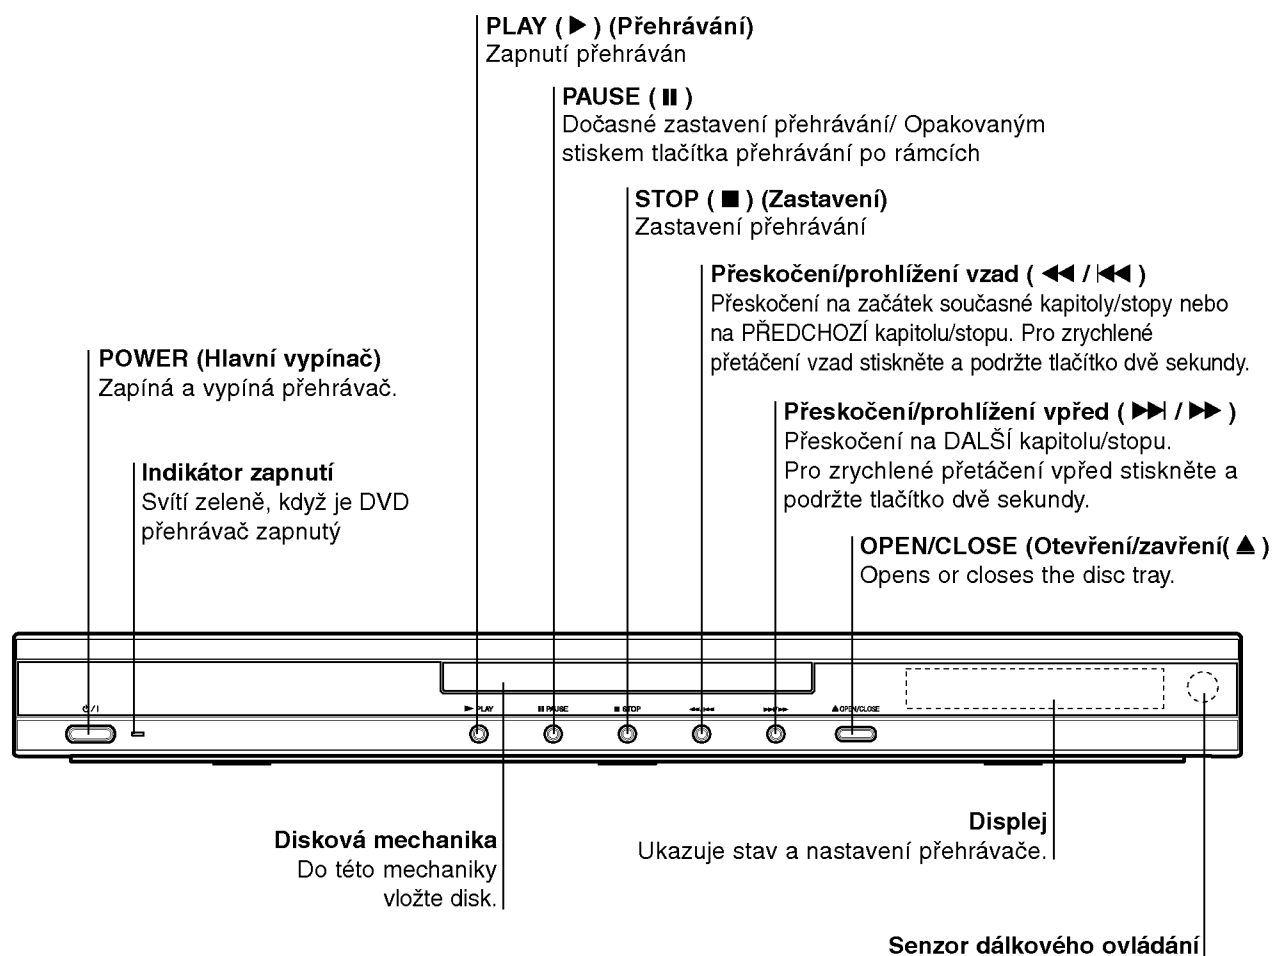 PLAY ( ▶ ) (Přehrávání)
Zapnutí přehráván
PAUSE ( ▮▮ )
Dočasné zastavení přehrávání/ Opakovaným
stiskem tlačítka přehrávání po rámcích
STOP ( ■ ) (Zastavení)
Zastavení přehrávání
Přeskočení/prohlížení vzad ( ◀◀ / |◀◀ )
Přeskočení na začátek současné kapitoly/stopy nebo
na PŘEDCHOZÍ kapitolu/stopu. Pro zrychlené
přetáčení vzad stiskněte a podržte tlačítko dvě sekundy.
POWER (Hlavní vypínač)
Zapíná a vypíná přehrávač.
Přeskočení/prohlížení vpřed ( ▶▶| / ▶▶ )
Přeskočení na DALŠÍ kapitolu/stopu.
Pro zrychlené přetáčení vpřed stiskněte a
podržte tlačítko dvě sekundy.
Indikátor zapnutí
Svítí zeleně, když je DVD
přehrávač zapnutý
OPEN/CLOSE (Otevření/zavření( ▲ )
Opens or closes the disc tray.
⏻/I
▶ PLAY
▮▮ PAUSE
■ STOP
◀◀/|◀◀
▶▶|/▶▶
▲ OPEN/CLOSE
Disková mechanika
Do této mechaniky
vložte disk.
Displej
Ukazuje stav a nastavení přehrávače.
Senzor dálkového ovládání